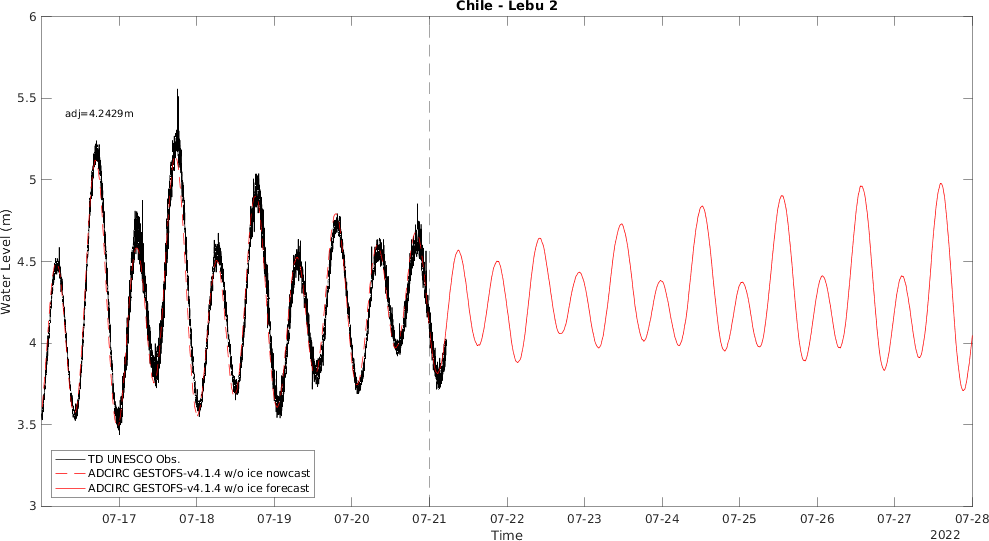 Chile - Lebu 2
6
5.5
5
4.5
4
3.5
3
Water Level (m)
adj=4.2429m
TD UNESCO Obs.
ADCIRC GESTOFS-v4.1.4 w/o ice nowcast
ADCIRC GESTOFS-v4.1.4 w/o ice forecast
07-17 07-18 07-19 07-20 07-21 07-22 07-23 07-24 07-25 07-26 07-27 07-28
Time
2022